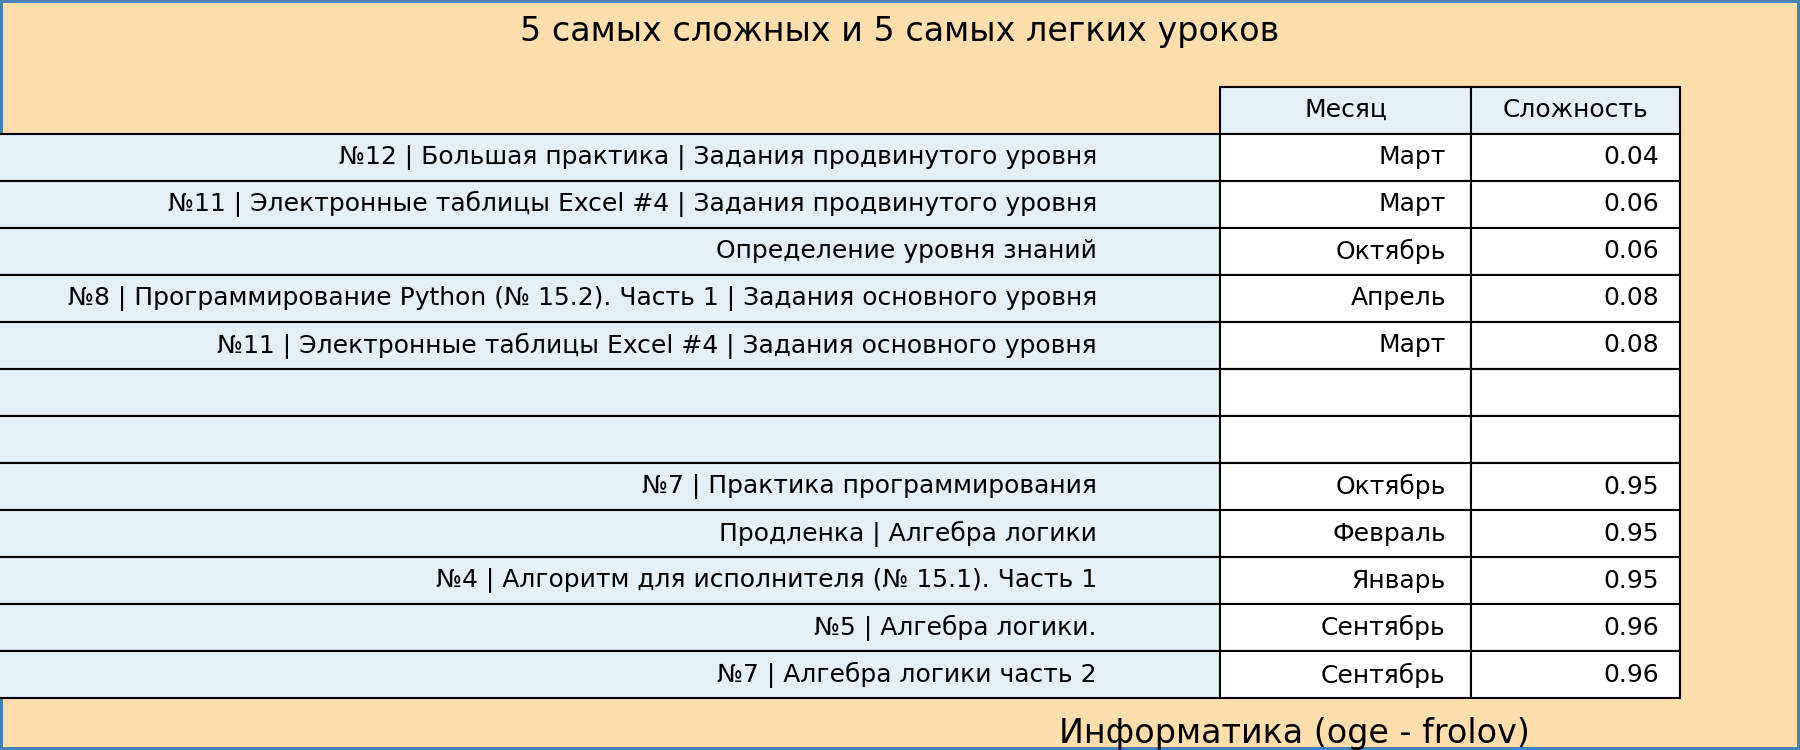 5 самых сложных и 5 самых легких уроков
Месяц Сложность
№12 | Большая практика | Задания продвинутого уровня Март 0.04
№11 | Электронные таблицы Excel #4 | Задания продвинутого уровня Март 0.06
Определение уровня знаний Октябрь 0.06
№8 | Программирование Python (№ 15.2). Часть 1 | Задания основного уровня Апрель 0.08
№11 | Электронные таблицы Excel #4 | Задания основного уровня Март 0.08
№7 | Практика программирования Октябрь 0.95
Продленка | Алгебра логики Февраль 0.95
№4 | Алгоритм для исполнителя (№ 15.1). Часть 1 Январь 0.95
№5 | Алгебра логики. Сентябрь 0.96
№7 | Алгебра логики часть 2 Сентябрь 0.96
Информатика (oge - frolov)